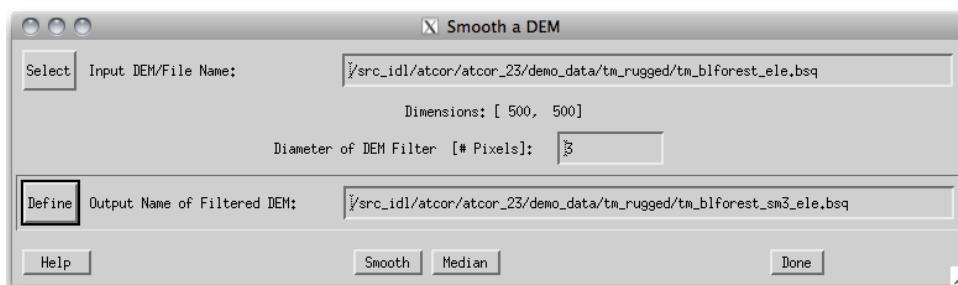 Smooth a DEM
Select Input DEM/File Name: /src_idl/atcor/atcor_23/demo_data/tm_rugged/tm_blforest_ele.bsq
Dimensions: [ 500, 500]
Diameter of DEM Filter [# Pixels]: 3
Define Output Name of Filtered DEM: /src_idl/atcor/atcor_23/demo_data/tm_rugged/tm_blforest_sm3_ele.bsq
Help Smooth Median Done